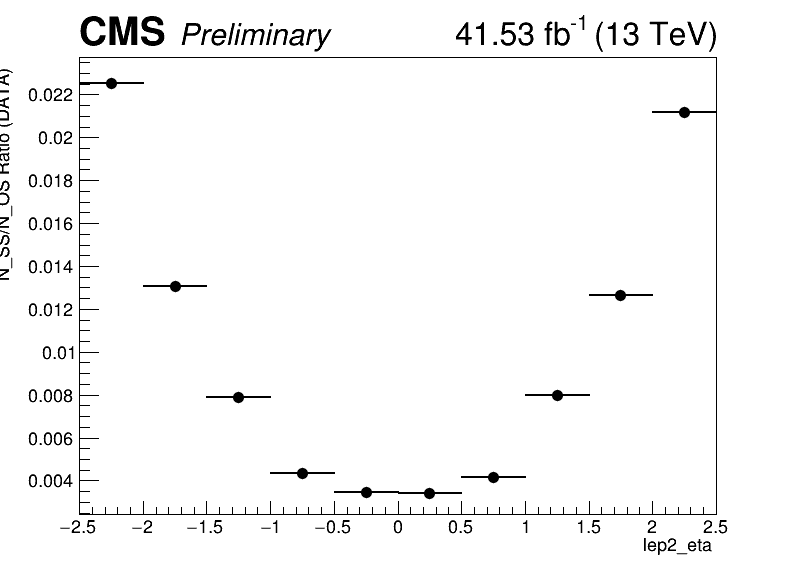 CMS Preliminary 41.53 fb-1 (13 TeV)
N_SS/N_OS Ratio (DATA)
0.022
0.02
0.018
0.016
0.014
0.012
0.01
0.008
0.006
0.004
−2.5 −2 −1.5 −1 −0.5 0 0.5 1 1.5 2 2.5
lep2_eta